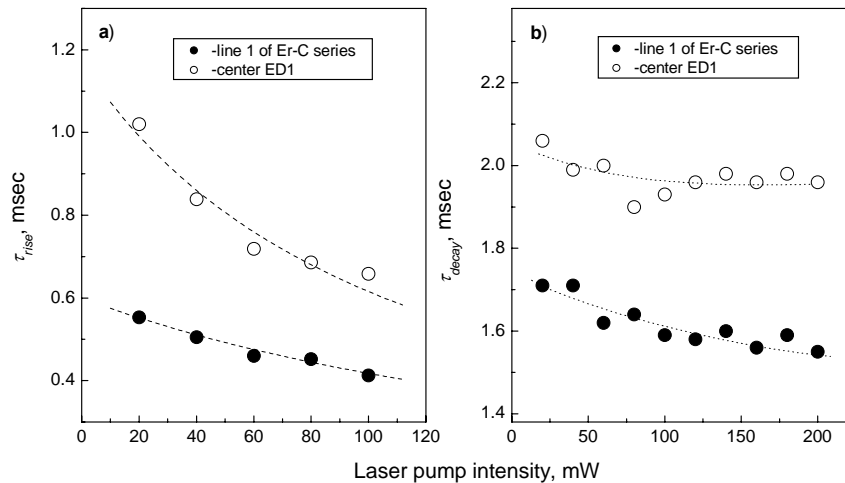 a)
-line 1 of Er-C series
-center ED1
1.2
1.0
0.8
0.6
0.4
τrise, msec
0 20 40 60 80 100 120
b)
-line 1 of Er-C series
-center ED1
2.2
2.0
1.8
1.6
1.4
τdecay, msec
0 50 100 150 200
Laser pump intensity, mW